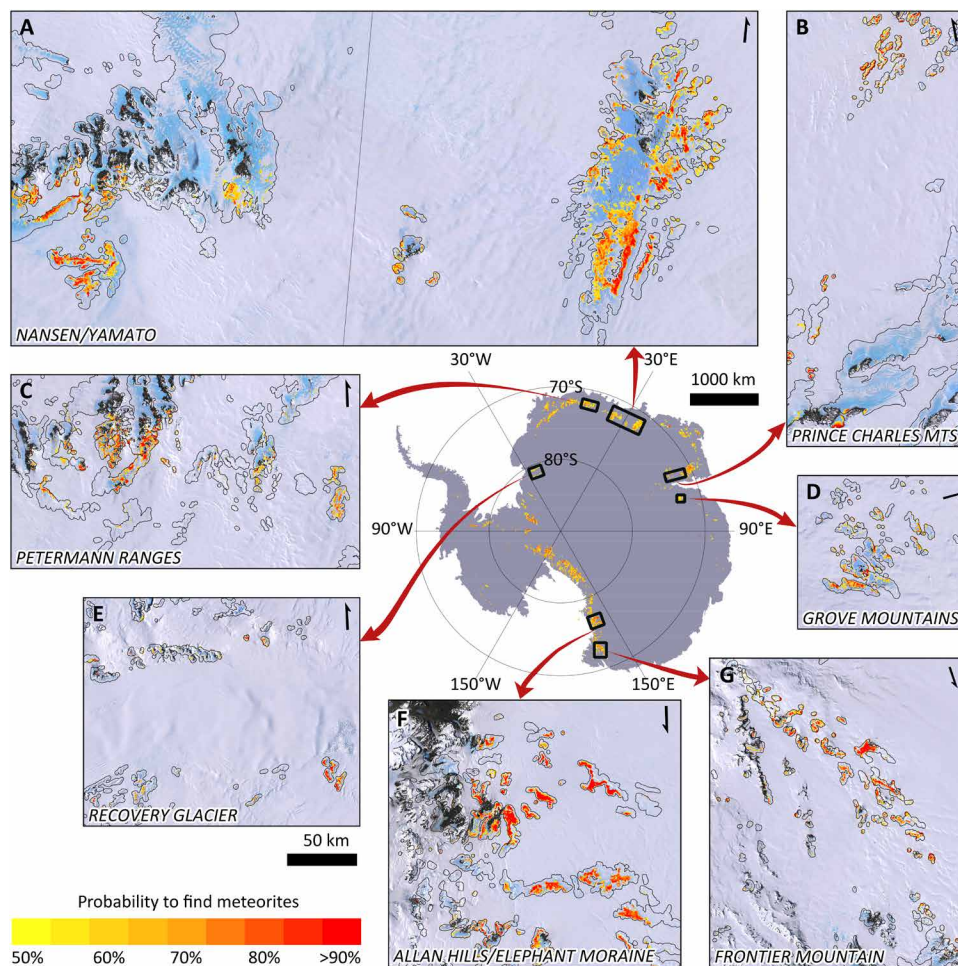 A
NANSEN/YAMATO
B
PRINCE CHARLES MTS
C
PETERMANN RANGES
30°W
30°E
70°S
1000 km
80°S
90°W
90°E
150°W
150°E
D
GROVE MOUNTAINS
E
RECOVERY GLACIER
50 km
F
ALLAN HILLS/ELEPHANT MORAINE
G
FRONTIER MOUNTAIN
Probability to find meteorites
50% 60% 70% 80% >90%